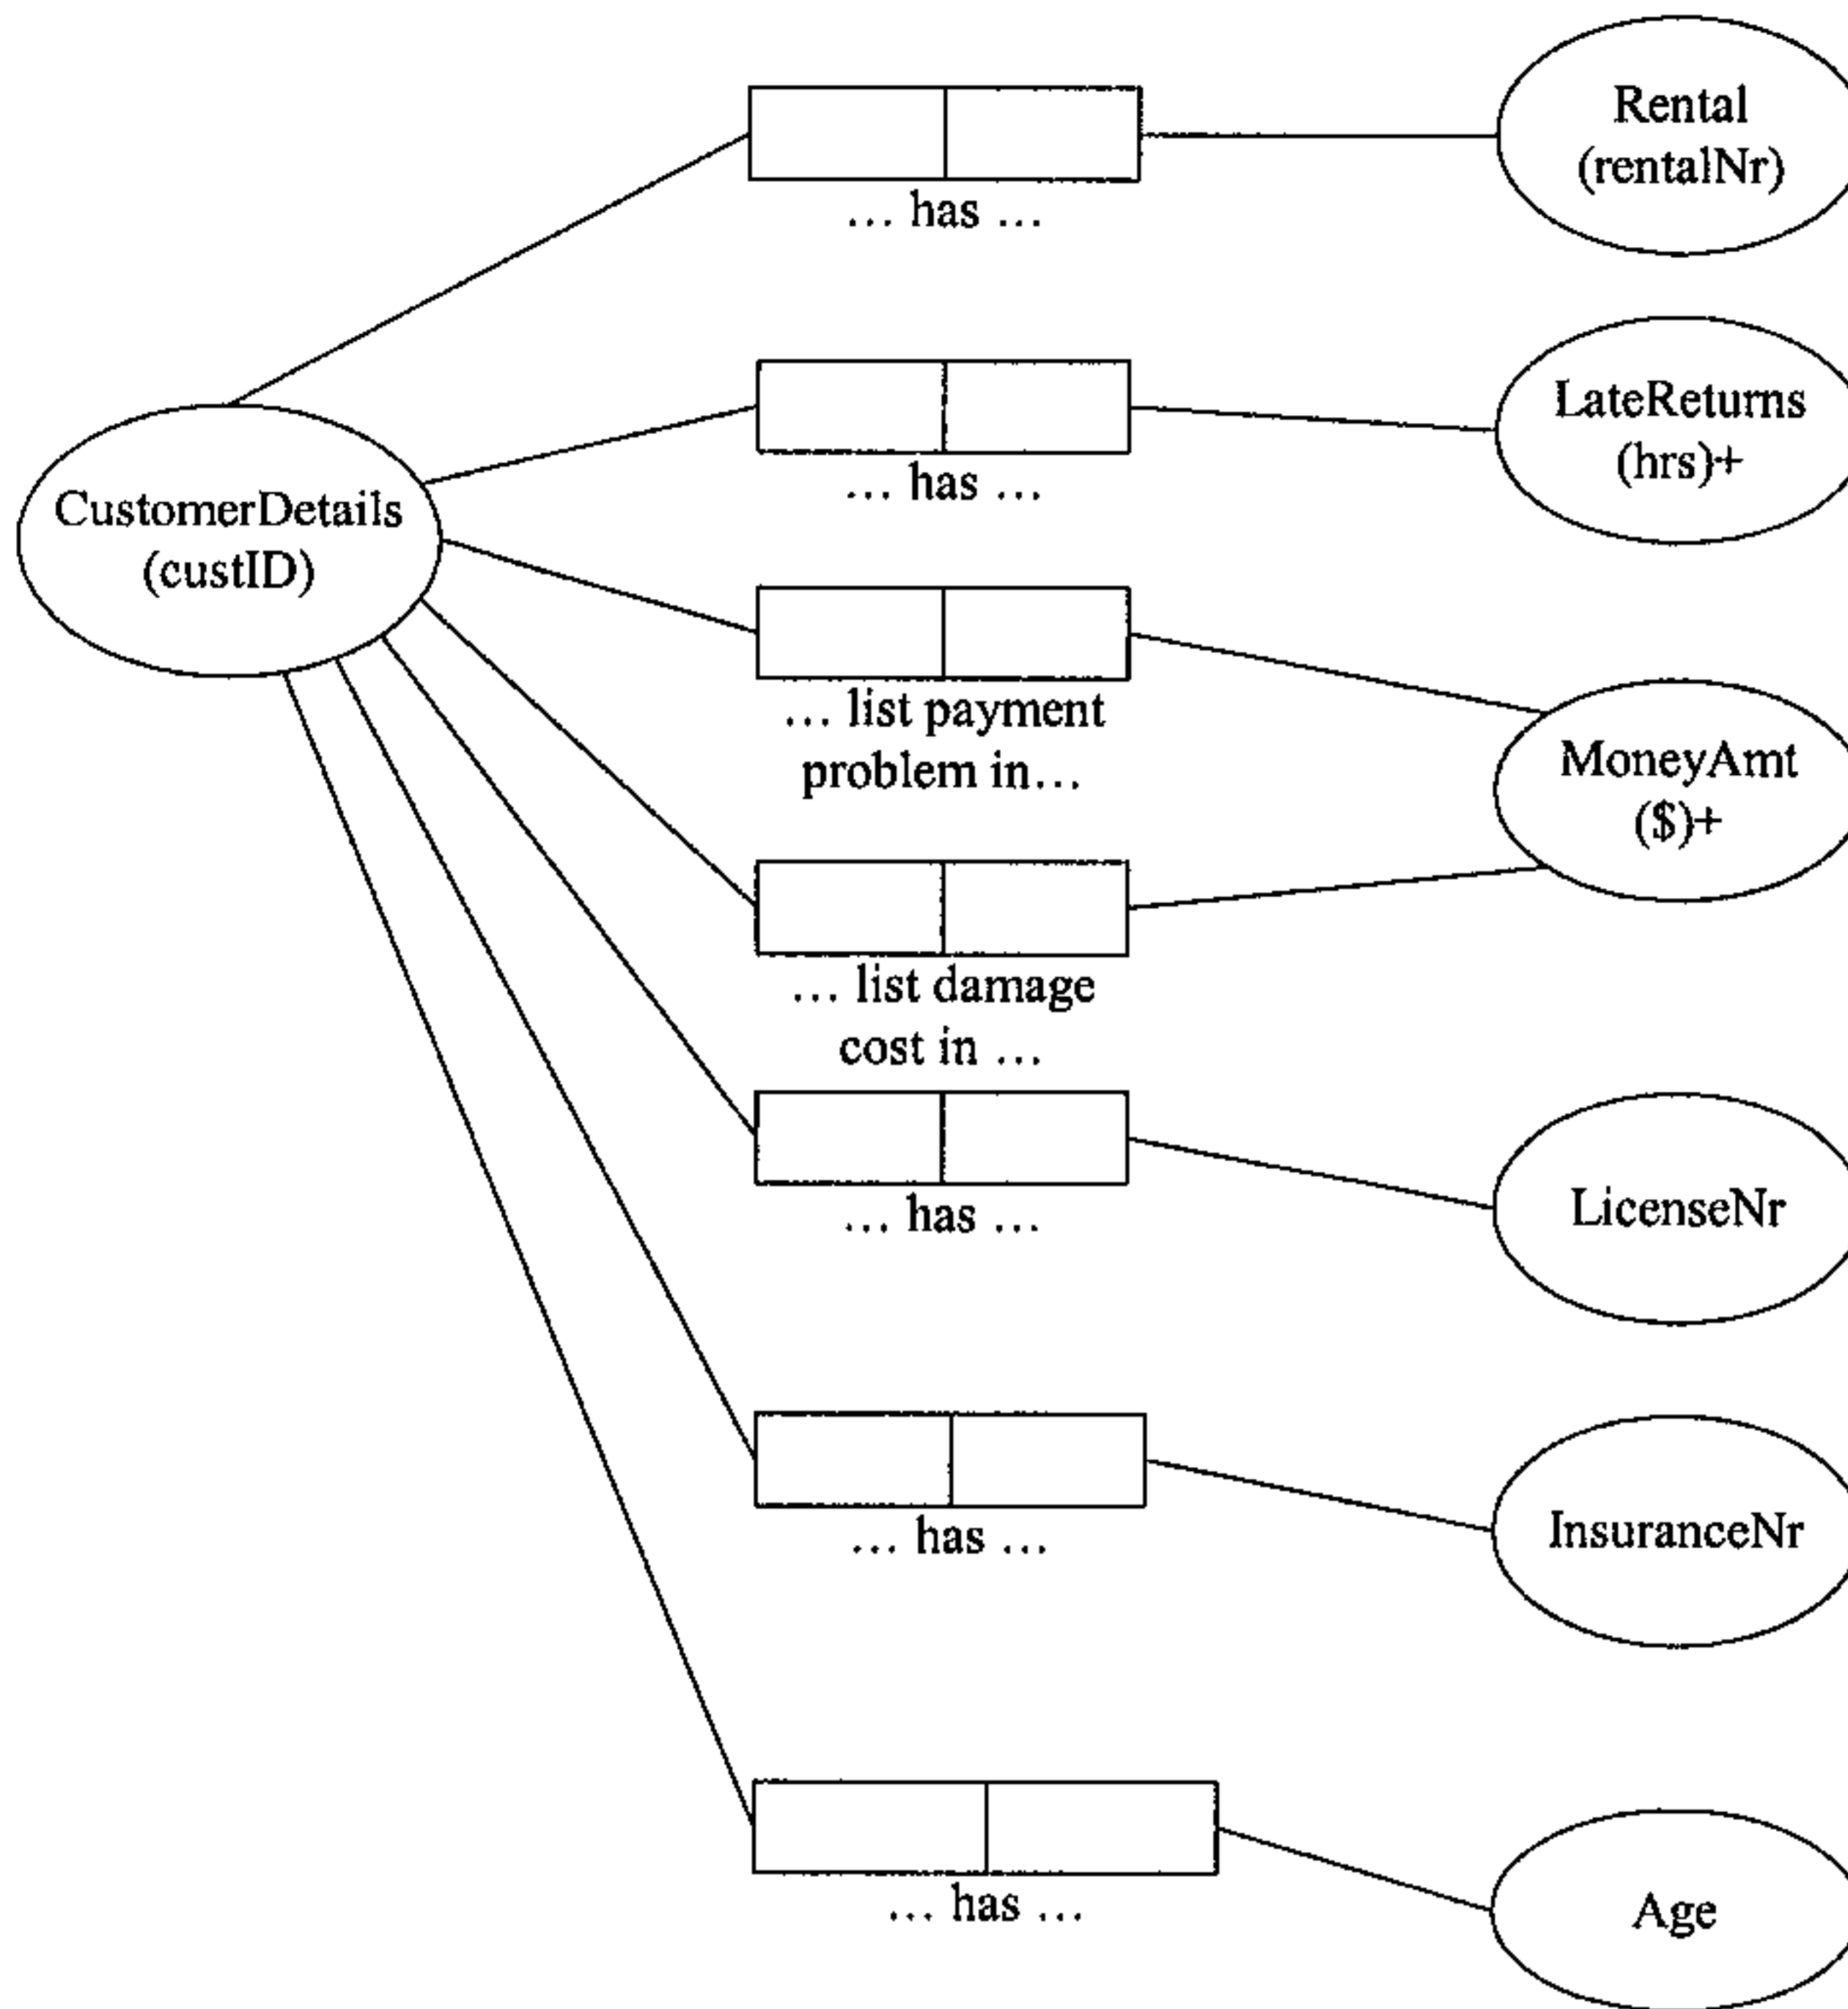 Rental
(rentalNr)
… has …
LateReturns
(hrs}+
… has …
CustomerDetails
(custID)
… list payment
problem in…
MoneyAmt
($)+
… list damage
cost in …
LicenseNr
… has …
InsuranceNr
… has …
Age
… has …